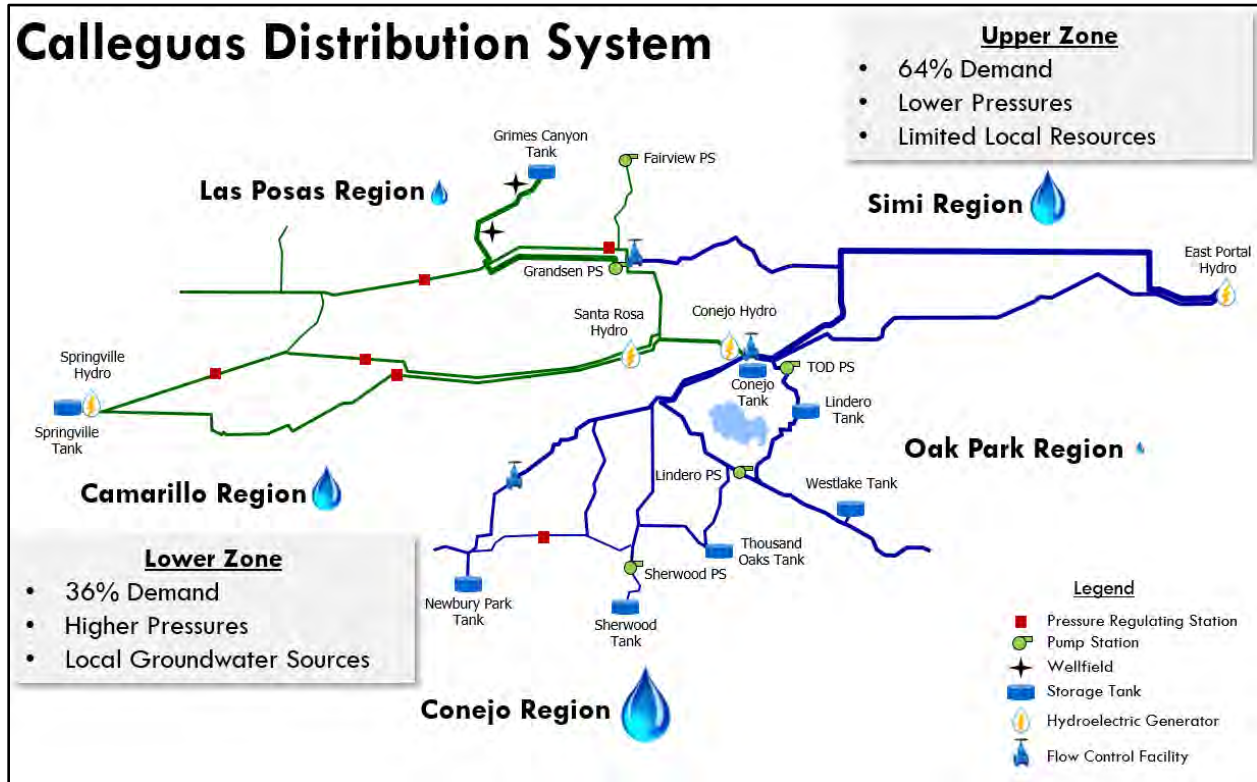 Calleguas Distribution System
Upper Zone
• 64% Demand
• Lower Pressures
• Limited Local Resources
Grimes Canyon
Tank
Fairview PS
Las Posas Region
Simi Region
East Portal
Hydro
Grandsen PS
Santa Rosa
Hydro
Conejo Hydro
Springville
Hydro
TOD PS
Conejo
Tank
Lindero
Tank
Springville
Tank
Oak Park Region
Lindero PS
Westlake Tank
Camarillo Region
Lower Zone
• 36% Demand
• Higher Pressures
• Local Groundwater Sources
Thousand
Oaks Tank
Sherwood PS
Newbury Park
Tank
Sherwood
Tank
Conejo Region
Legend
Pressure Regulating Station
Pump Station
Wellfield
Storage Tank
Hydroelectric Generator
Flow Control Facility